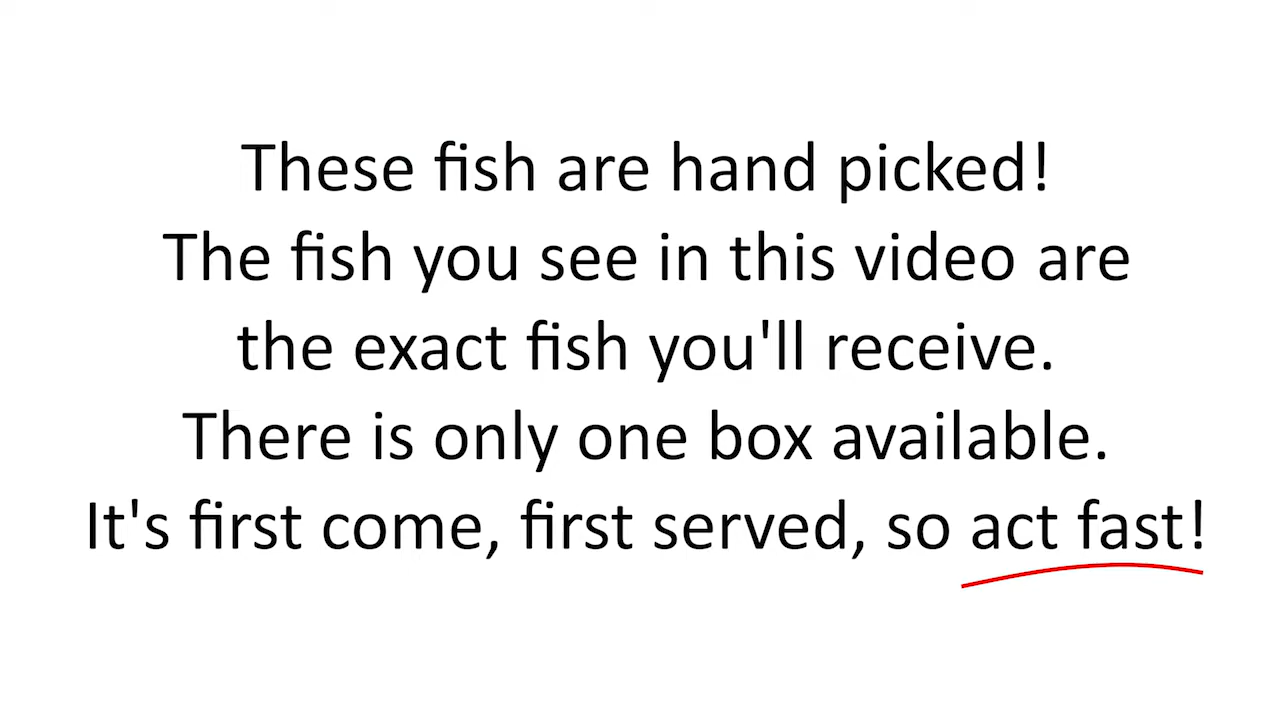 These fish are hand picked!
The fish you see in this video are
the exact fish you'll receive.
There is only one box available.
It's first come, first served, so act fast!